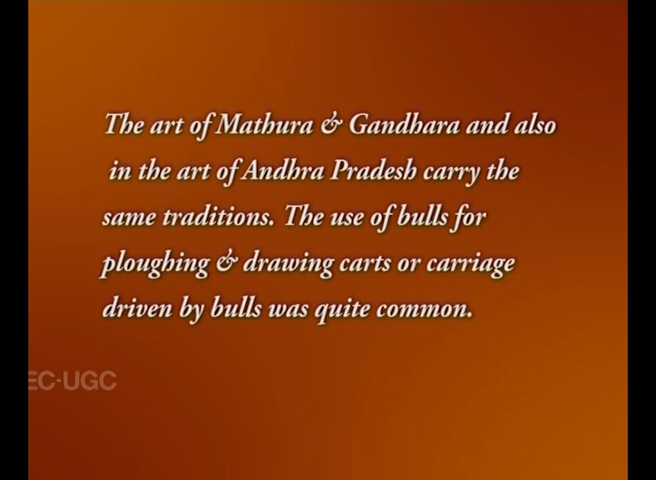 The art of Mathura & Gandhara and also
in the art of Andhra Pradesh carry the
same traditions. The use of bulls for
ploughing & drawing carts or carriage
driven by bulls was quite common.
EC-UGC